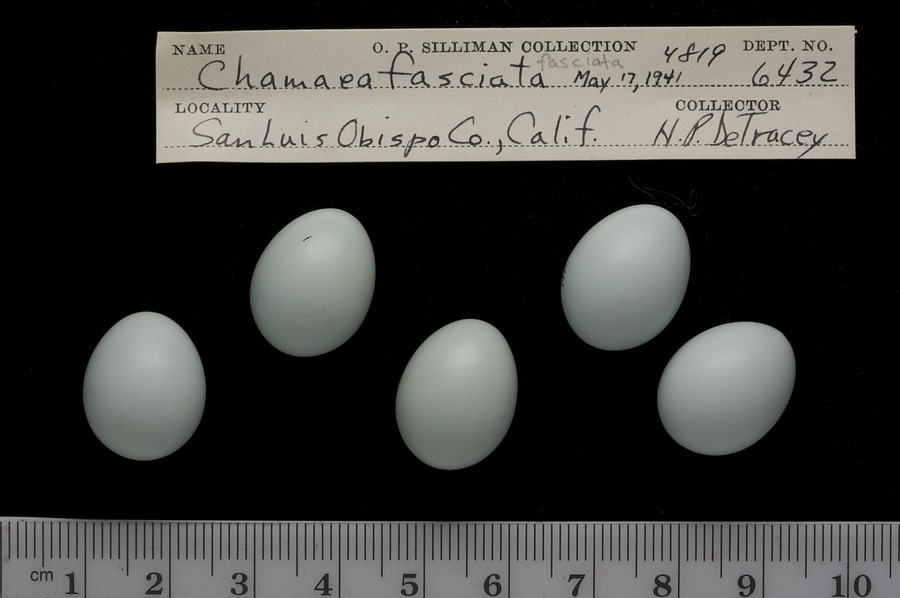 NAME O. P. SILLIMAN COLLECTION 4819 DEPT. NO.
fasciata
Chamaea fasciata May 17, 1941 6432
LOCALITY COLLECTOR
San Luis Obispo Co., Calif. N. P. DeTracey
cm 1 2 3 4 5 6 7 8 9 10